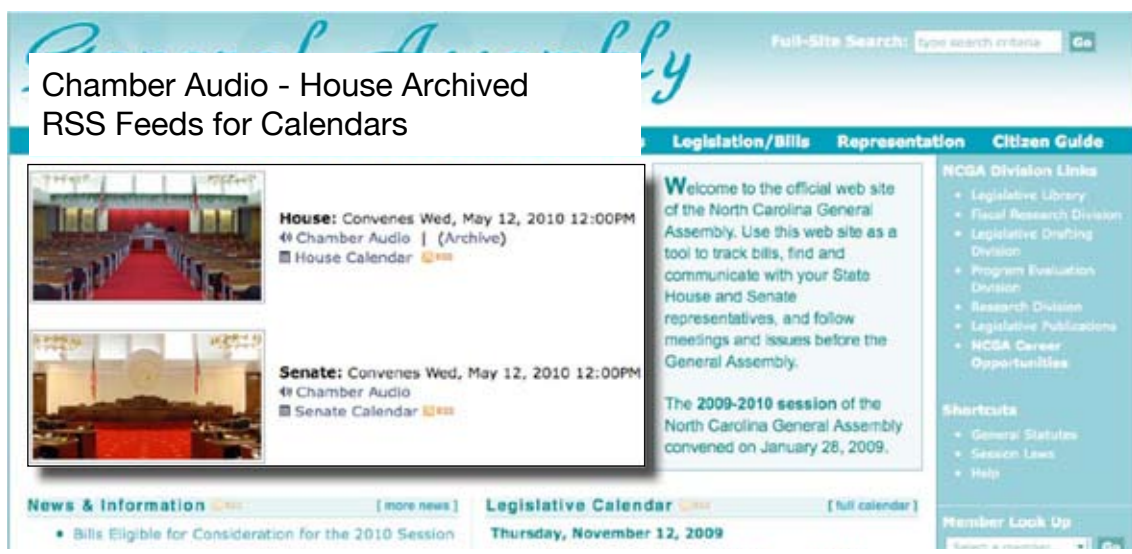 General Assembly
Full-Site Search: type search criteria Go
Chamber Audio - House Archived
RSS Feeds for Calendars
Legislation/Bills Representation Citizen Guide
House: Convenes Wed, May 12, 2010 12:00PM
Chamber Audio | (Archive)
House Calendar RSS
Senate: Convenes Wed, May 12, 2010 12:00PM
Chamber Audio
Senate Calendar RSS
Welcome to the official web site
of the North Carolina General
Assembly. Use this web site as a
tool to track bills, find and
communicate with your State
House and Senate
representatives, and follow
meetings and issues before the
General Assembly.
The 2009-2010 session of the
North Carolina General Assembly
convened on January 28, 2009.
NCGA Division Links
• Legislative Library
• Fiscal Research Division
• Legislative Drafting
Division
• Program Evaluation
Division
• Research Division
• Legislative Publications
• NCGA Career
Opportunities
Shortcuts
• General Statutes
• Session Laws
• Help
Member Look Up
Select a member Go
News & Information RSS [ more news ]
• Bills Eligible for Consideration for the 2010 Session
Legislative Calendar RSS [ full calendar ]
Thursday, November 12, 2009